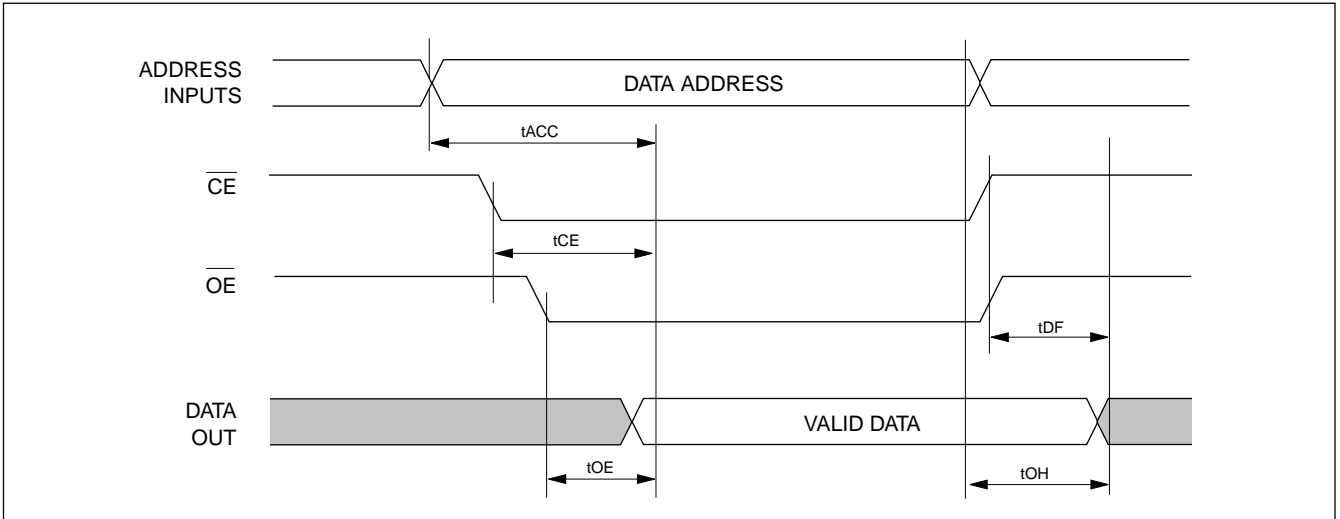 ADDRESS
INPUTS
DATA ADDRESS
tACC
CE
tCE
OE
tDF
DATA
OUT
VALID DATA
tOE
tOH